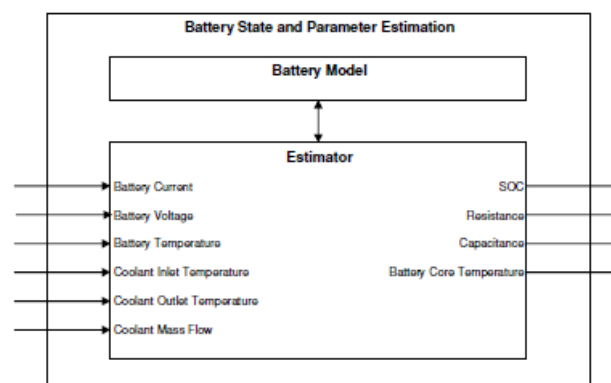 Battery State and Parameter Estimation
Battery Model
Estimator
Battery Current
SOC
Battery Voltage
Resistance
Battery Temperature
Capacitance
Coolant Inlet Temperature
Battery Core Temperature
Coolant Outlet Temperature
Coolant Mass Flow